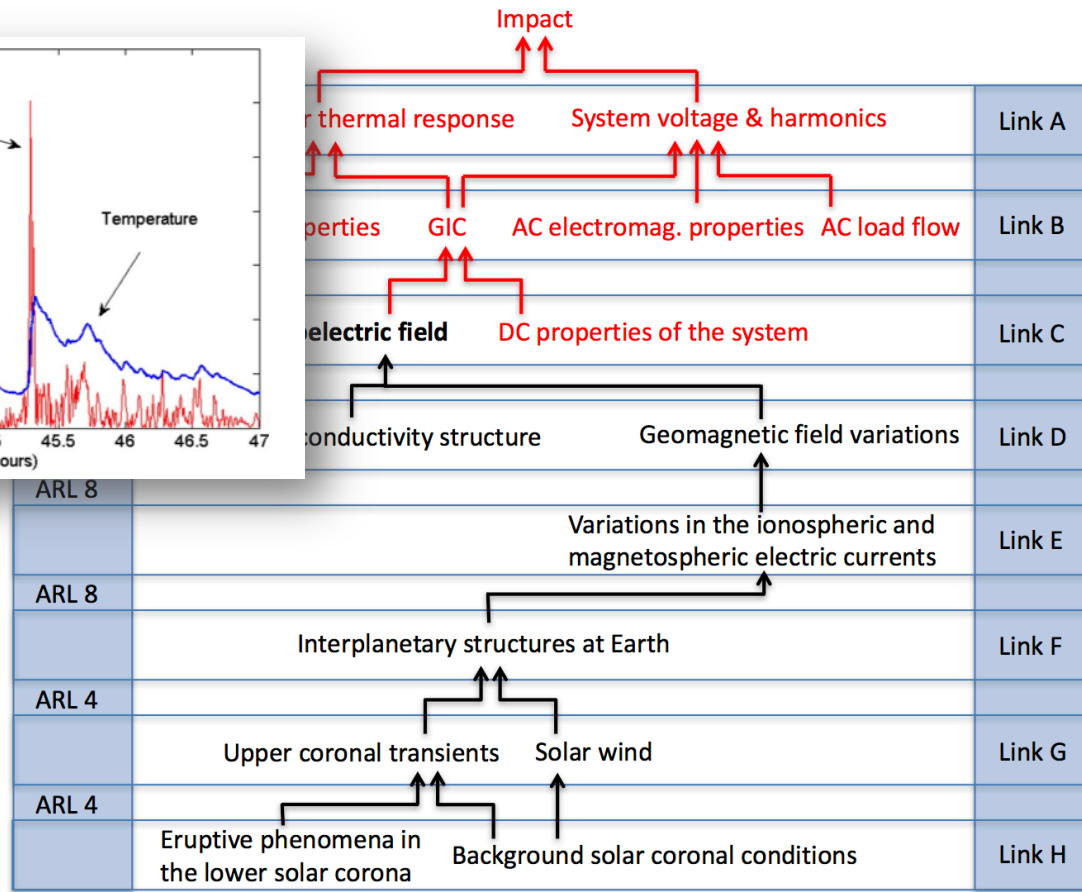 Impact
thermal response
System voltage & harmonics
Link A
Temperature
GIC
AC electromag. properties
AC load flow
Link B
electric field
DC properties of the system
Link C
45.5 46 46.5 47
conductivity structure
Geomagnetic field variations
Link D
ARL 8
Variations in the ionospheric and
magnetospheric electric currents
Link E
ARL 8
Interplanetary structures at Earth
Link F
ARL 4
Upper coronal transients
Solar wind
Link G
ARL 4
Eruptive phenomena in
the lower solar corona
Background solar coronal conditions
Link H